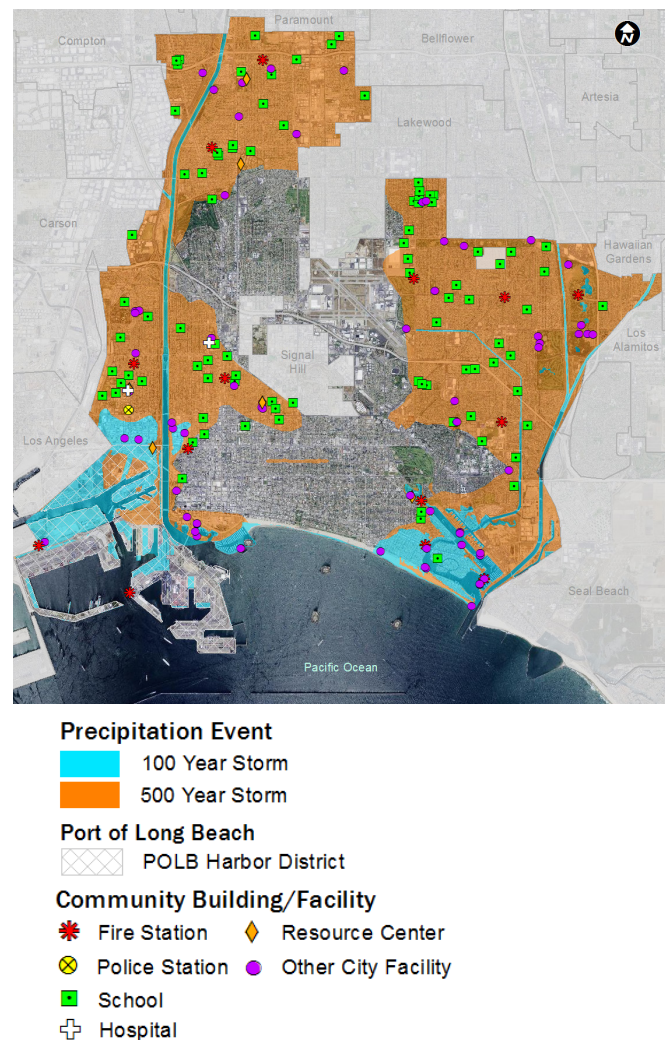 Paramount
N
Compton
Bellflower
Artesia
Lakewood
Carson
Hawaiian
Gardens
Signal
Hill
Los
Alamitos
Los Angeles
Seal Beach
Pacific Ocean
Precipitation Event
100 Year Storm
500 Year Storm
Port of Long Beach
POLB Harbor District
Community Building/Facility
Fire Station
Resource Center
Police Station
Other City Facility
School
Hospital